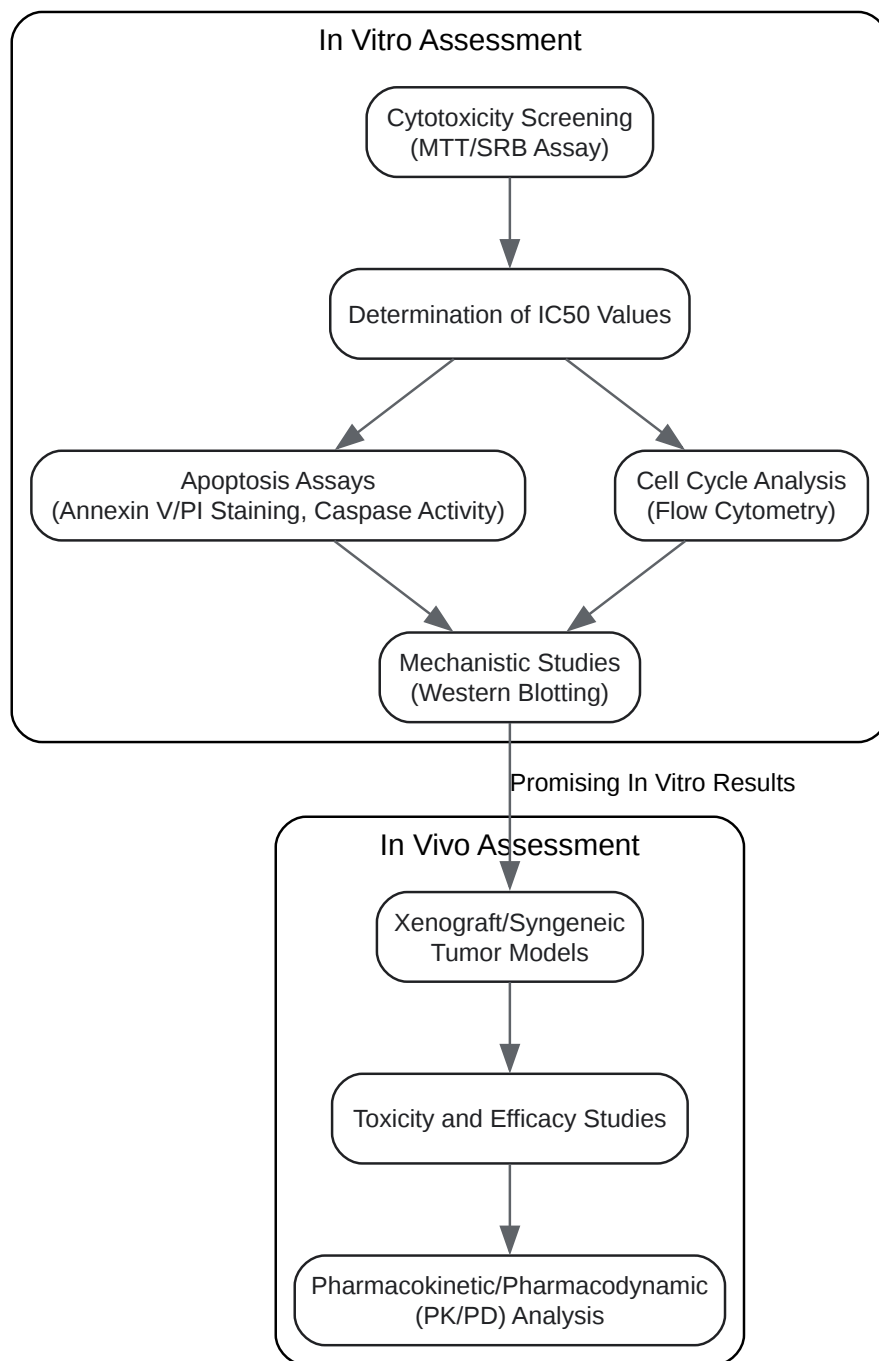 In Vitro Assessment
Cytotoxicity Screening
(MTT/SRB Assay)
Determination of IC50 Values
Apoptosis Assays
(Annexin V/PI Staining, Caspase Activity)
Cell Cycle Analysis
(Flow Cytometry)
Mechanistic Studies
(Western Blotting)
Promising In Vitro Results
In Vivo Assessment
Xenograft/Syngeneic
Tumor Models
Toxicity and Efficacy Studies
Pharmacokinetic/Pharmacodynamic
(PK/PD) Analysis